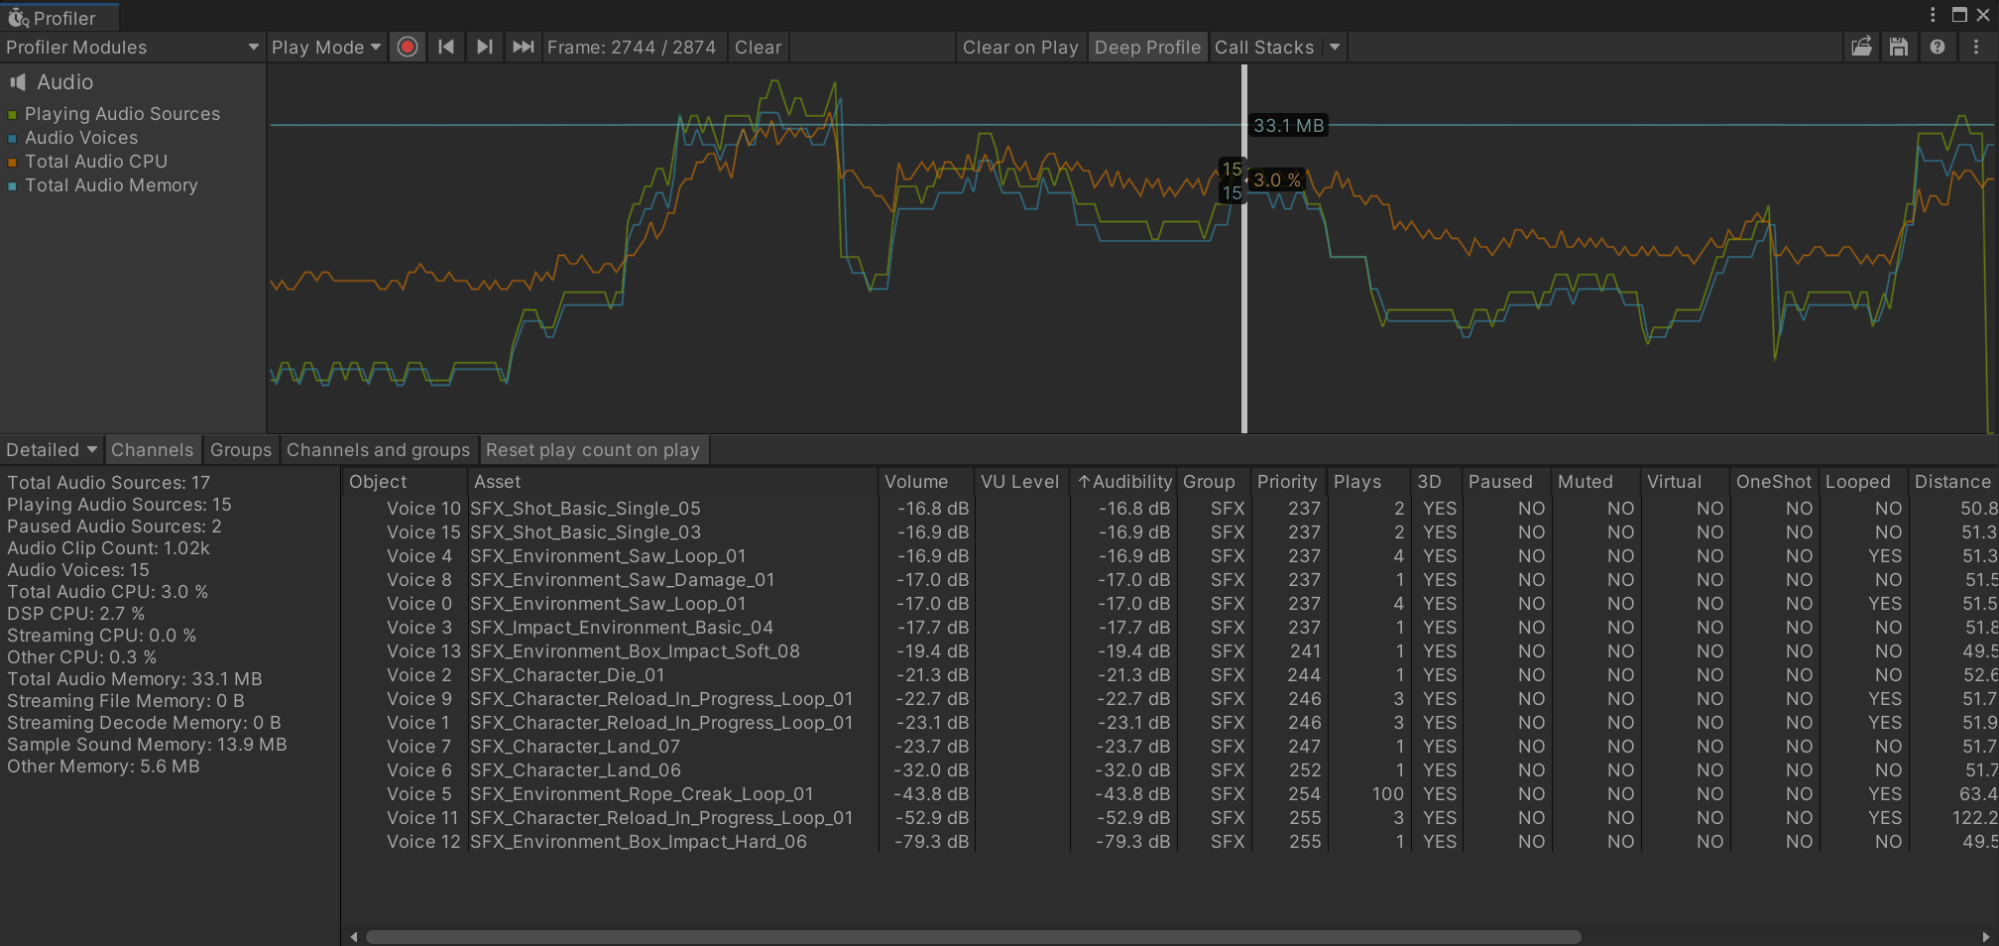 Profiler
Profiler Modules Play Mode Frame: 2744 / 2874 Clear Clear on Play Deep Profile Call Stacks
Audio
Playing Audio Sources
Audio Voices
Total Audio CPU
Total Audio Memory
33.1 MB
15
3.0 %
15
Detailed Channels Groups Channels and groups Reset play count on play
Total Audio Sources: 17
Playing Audio Sources: 15
Paused Audio Sources: 2
Audio Clip Count: 1.02k
Audio Voices: 15
Total Audio CPU: 3.0 %
DSP CPU: 2.7 %
Streaming CPU: 0.0 %
Other CPU: 0.3 %
Total Audio Memory: 33.1 MB
Streaming File Memory: 0 B
Streaming Decode Memory: 0 B
Sample Sound Memory: 13.9 MB
Other Memory: 5.6 MB
Object Asset Volume VU Level ↑Audibility Group Priority Plays 3D Paused Muted Virtual OneShot Looped Distance
Voice 10 SFX_Shot_Basic_Single_05 -16.8 dB -16.8 dB SFX 237 2 YES NO NO NO NO NO 50.8
Voice 15 SFX_Shot_Basic_Single_03 -16.9 dB -16.9 dB SFX 237 2 YES NO NO NO NO NO 51.3
Voice 4 SFX_Environment_Saw_Loop_01 -16.9 dB -16.9 dB SFX 237 4 YES NO NO NO NO YES 51.3
Voice 8 SFX_Environment_Saw_Damage_01 -17.0 dB -17.0 dB SFX 237 1 YES NO NO NO NO NO 51.5
Voice 0 SFX_Environment_Saw_Loop_01 -17.0 dB -17.0 dB SFX 237 4 YES NO NO NO NO YES 51.5
Voice 3 SFX_Impact_Environment_Basic_04 -17.7 dB -17.7 dB SFX 237 1 YES NO NO NO NO NO 51.8
Voice 13 SFX_Environment_Box_Impact_Soft_08 -19.4 dB -19.4 dB SFX 241 1 YES NO NO NO NO NO 49.5
Voice 2 SFX_Character_Die_01 -21.3 dB -21.3 dB SFX 244 1 YES NO NO NO NO NO 52.6
Voice 9 SFX_Character_Reload_In_Progress_Loop_01 -22.7 dB -22.7 dB SFX 246 3 YES NO NO NO NO YES 51.7
Voice 1 SFX_Character_Reload_In_Progress_Loop_01 -23.1 dB -23.1 dB SFX 246 3 YES NO NO NO NO YES 51.9
Voice 7 SFX_Character_Land_07 -23.7 dB -23.7 dB SFX 247 1 YES NO NO NO NO NO 51.7
Voice 6 SFX_Character_Land_06 -32.0 dB -32.0 dB SFX 252 1 YES NO NO NO NO NO 51.7
Voice 5 SFX_Environment_Rope_Creak_Loop_01 -43.8 dB -43.8 dB SFX 254 100 YES NO NO NO NO YES 63.4
Voice 11 SFX_Character_Reload_In_Progress_Loop_01 -52.9 dB -52.9 dB SFX 255 3 YES NO NO NO NO YES 122.2
Voice 12 SFX_Environment_Box_Impact_Hard_06 -79.3 dB -79.3 dB SFX 255 1 YES NO NO NO NO NO 49.5